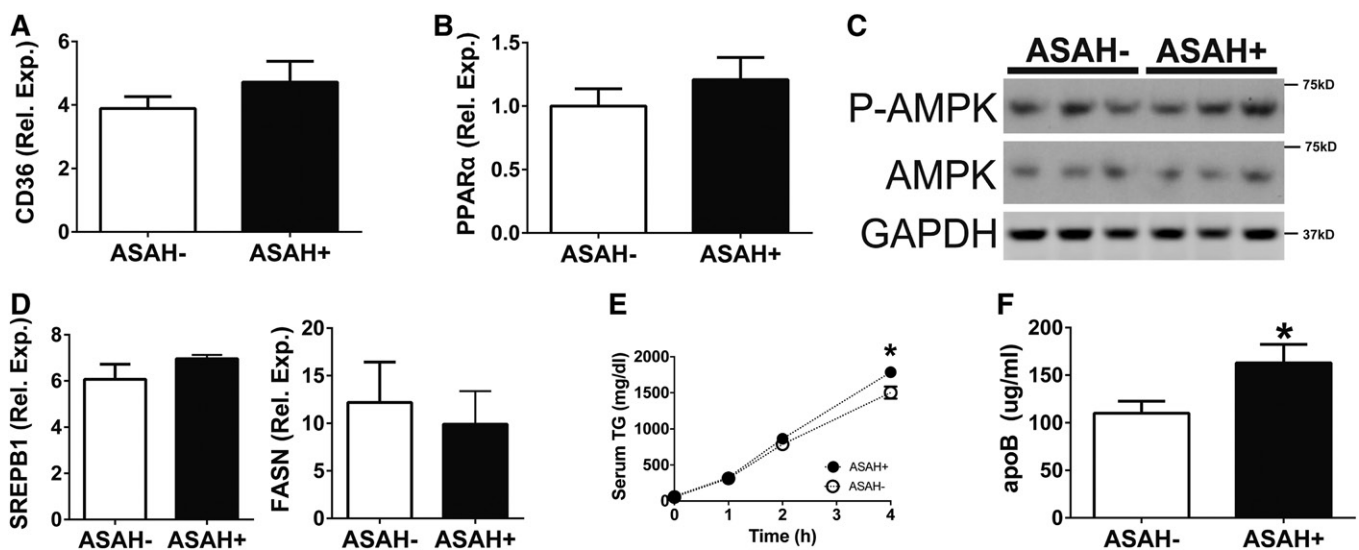 A
CD36 (Rel. Exp.)
6
4
2
0
ASAH-
ASAH+
B
PPARα (Rel. Exp.)
1.5
1.0
0.5
0.0
ASAH-
ASAH+
C
ASAH- ASAH+
P-AMPK
75kD
AMPK
75kD
GAPDH
37kD
D
SREPB1 (Rel. Exp.)
8
6
4
2
0
ASAH- ASAH+
FASN (Rel. Exp.)
20
15
10
5
0
ASAH- ASAH+
E
Serum TG (mg/dl)
2000
1500
1000
500
0
*
ASAH+
ASAH-
0 1 2 3 4
Time (h)
F
apoB (ug/ml)
200
150
100
50
0
*
ASAH-
ASAH+